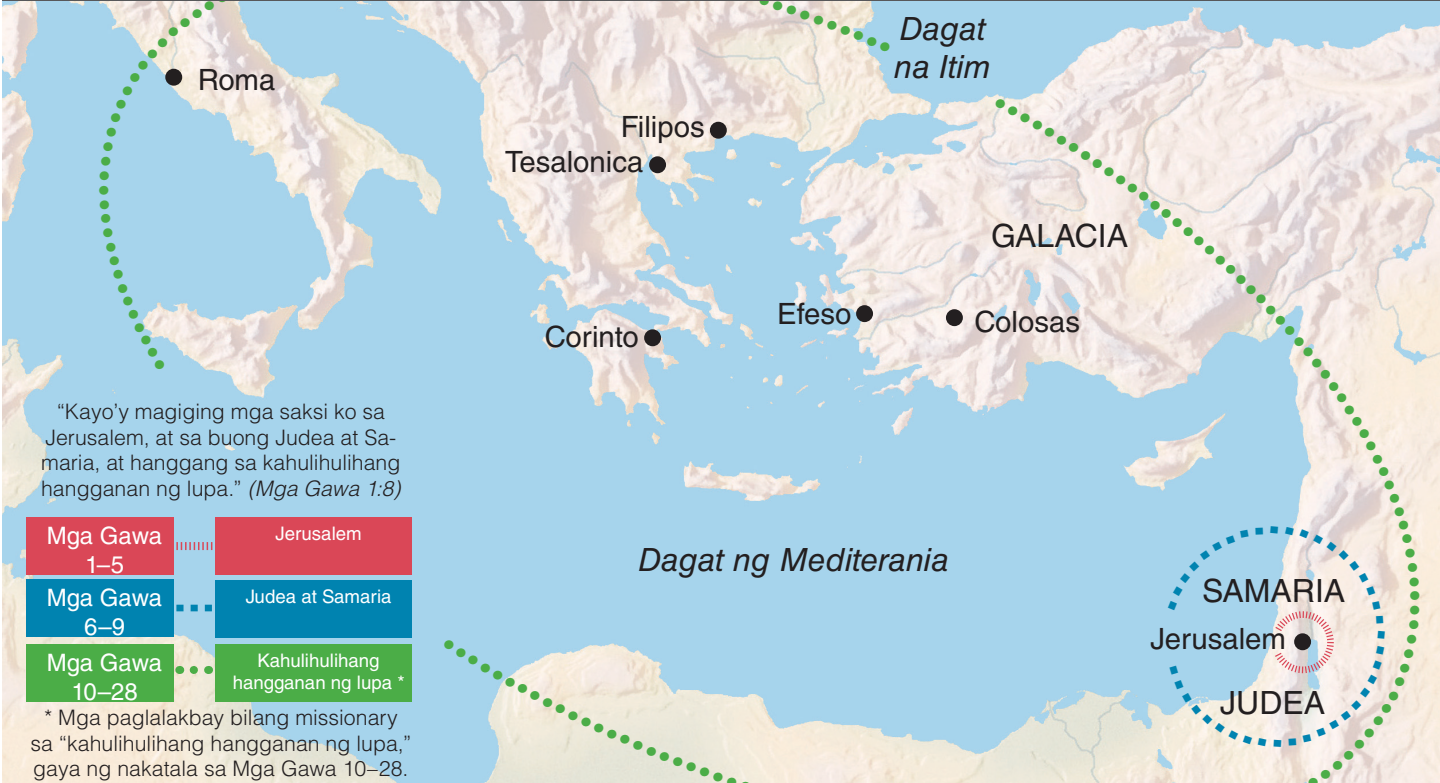 Dagat
na Itim
Roma
Filipos
Tesalonica
GALACIA
Efeso
Colosas
Corinto
“Kayo’y magiging mga saksi ko sa
Jerusalem, at sa buong Judea at Sa-
maria, at hanggang sa kahulihulihang
hangganan ng lupa.” (Mga Gawa 1:8)
Mga Gawa
1–5
Jerusalem
Mga Gawa
6–9
Judea at Samaria
Mga Gawa
10–28
Kahulihulihang
hangganan ng lupa *
* Mga paglalakbay bilang missionary
sa “kahulihulihang hangganan ng lupa,”
gaya ng nakatala sa Mga Gawa 10–28.
Dagat ng Mediterania
SAMARIA
Jerusalem
JUDEA